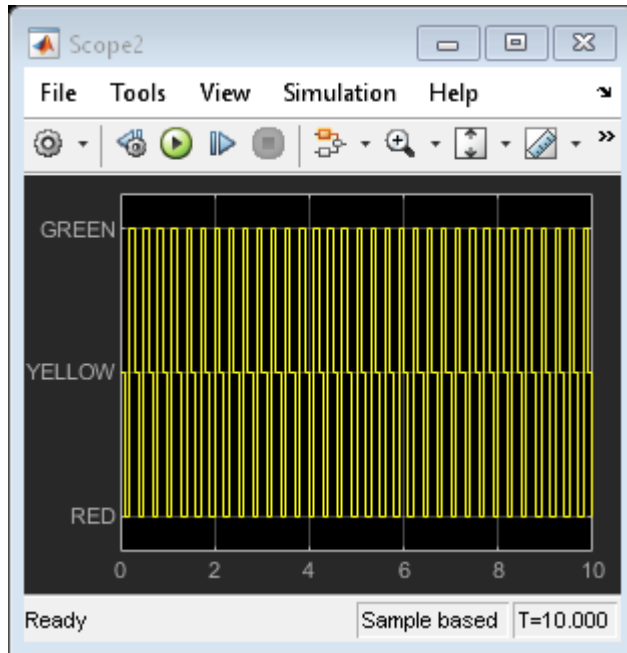 Scope2
File Tools View Simulation Help
GREEN
YELLOW
RED
0 2 4 6 8 10
Ready Sample based T=10.000